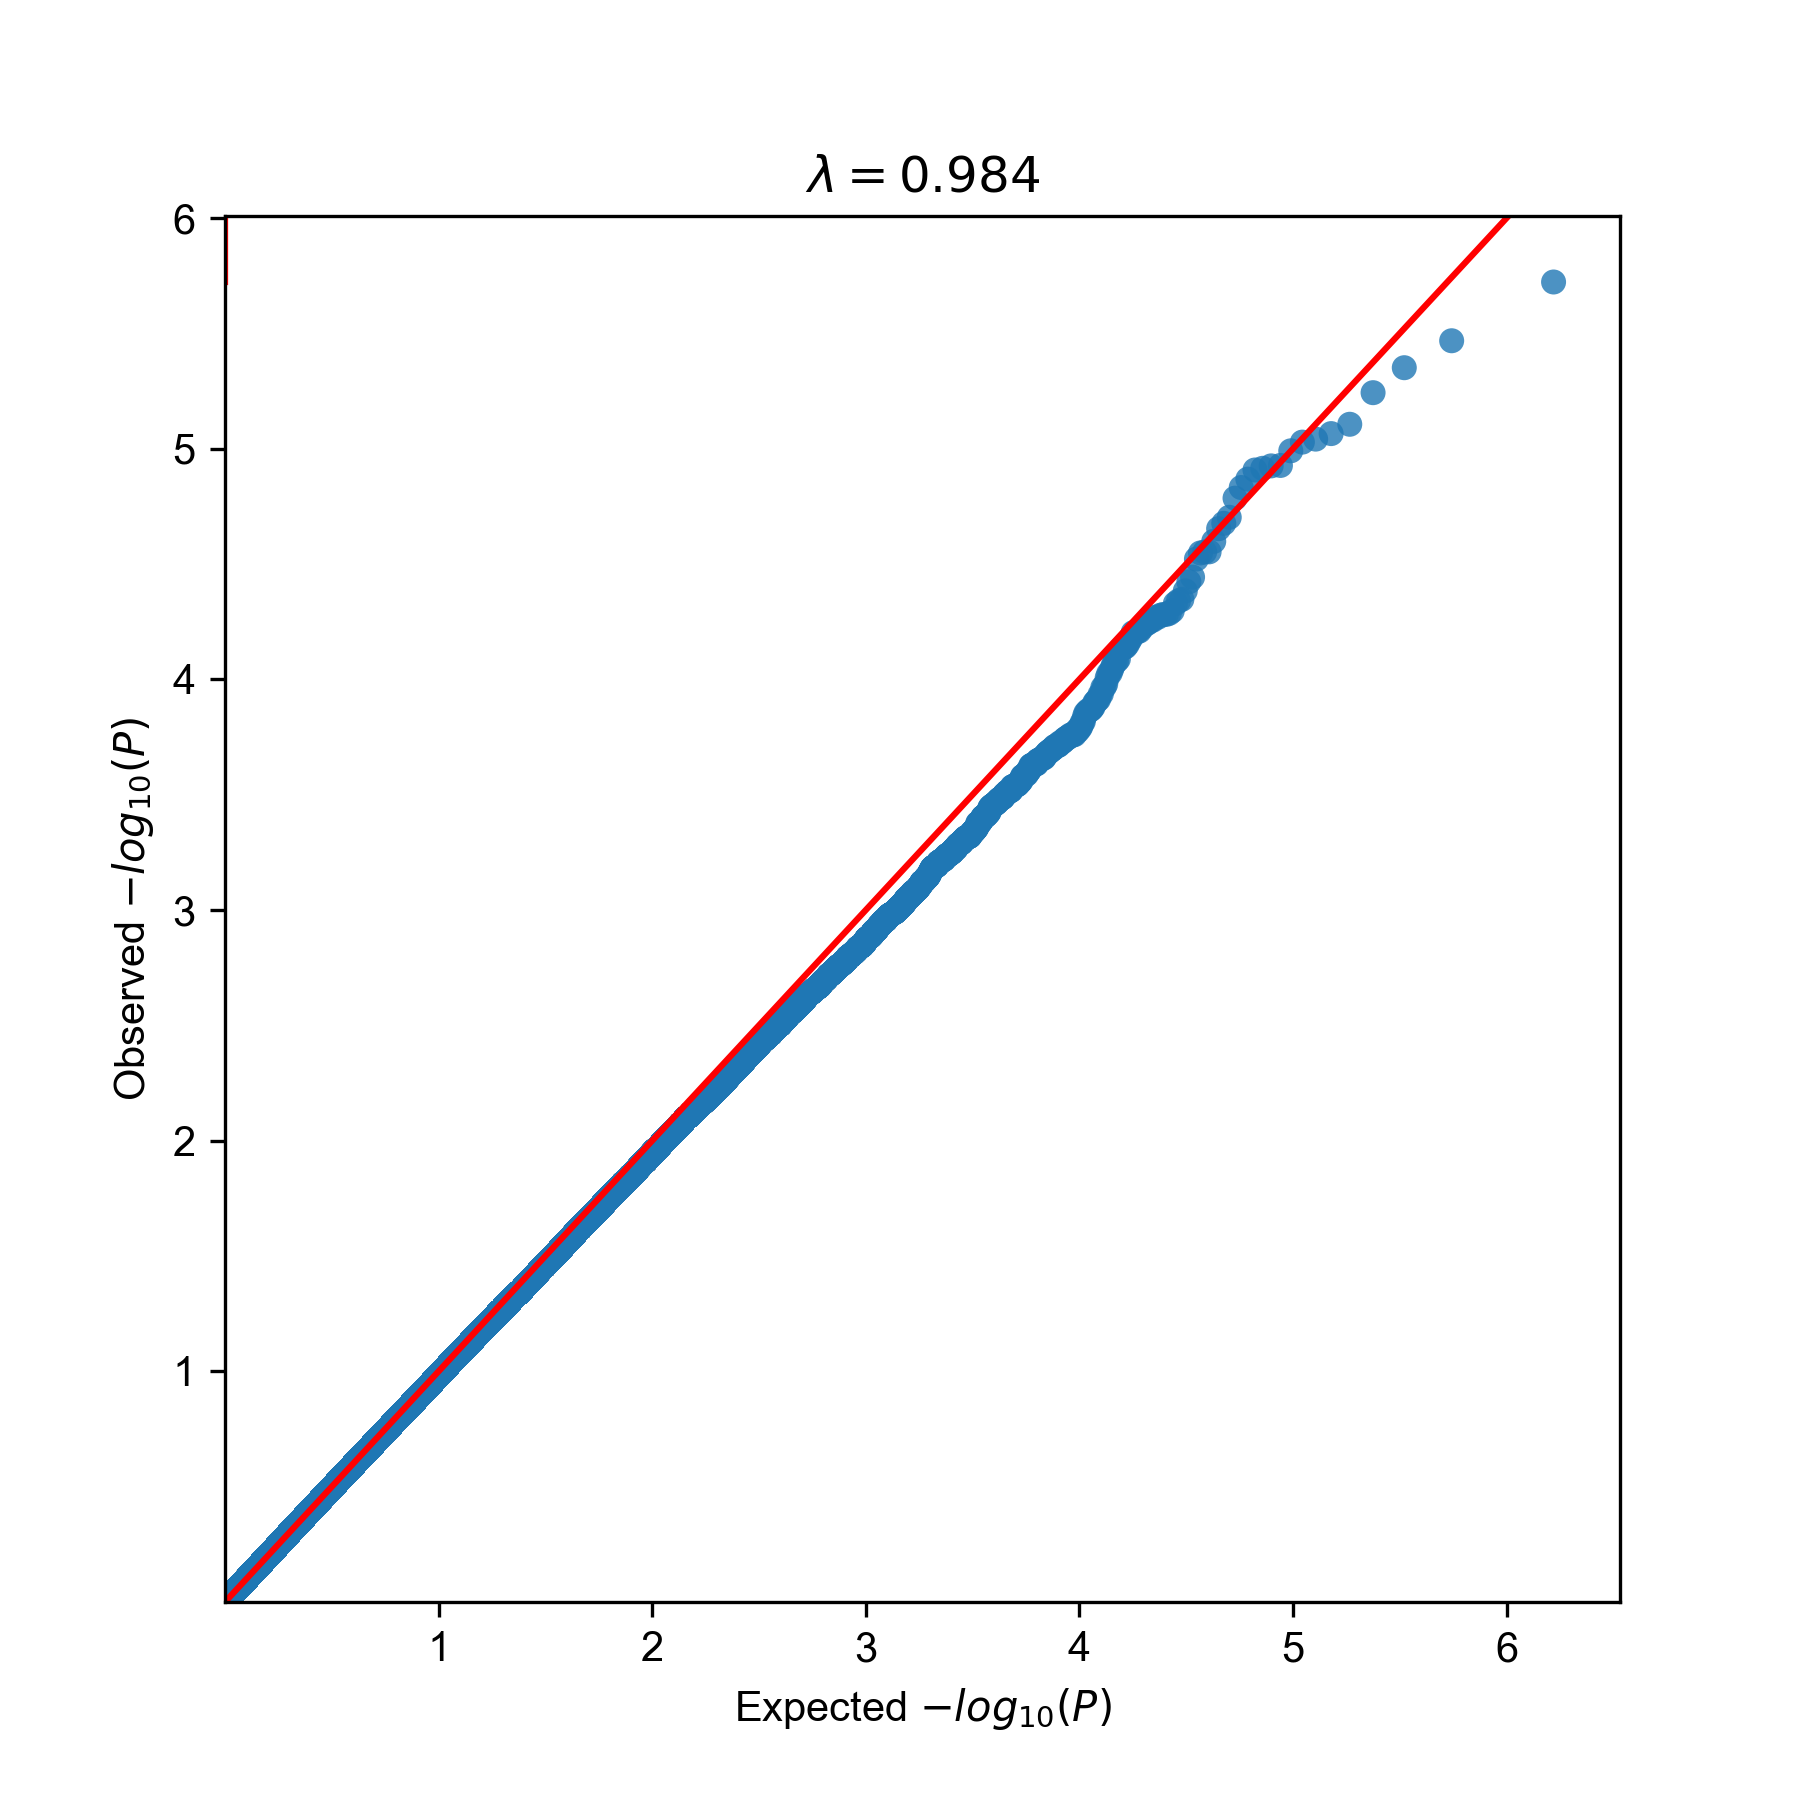 λ = 0.984
6
5
4
3
2
1
Observed −log₁₀(P)
1 2 3 4 5 6
Expected −log₁₀(P)